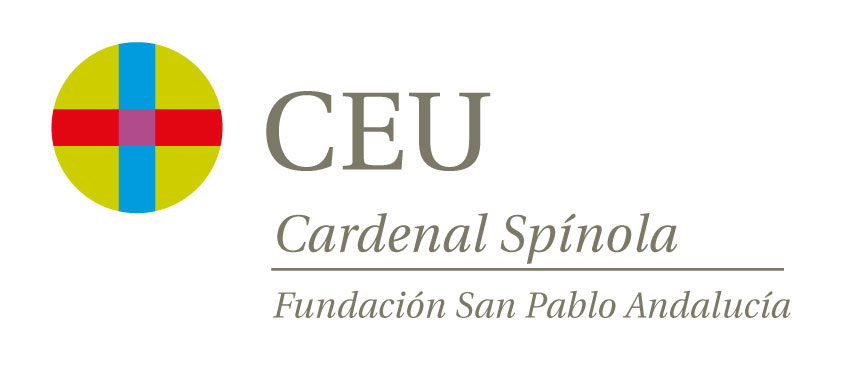 CEU
Cardenal Spínola
Fundación San Pablo Andalucía